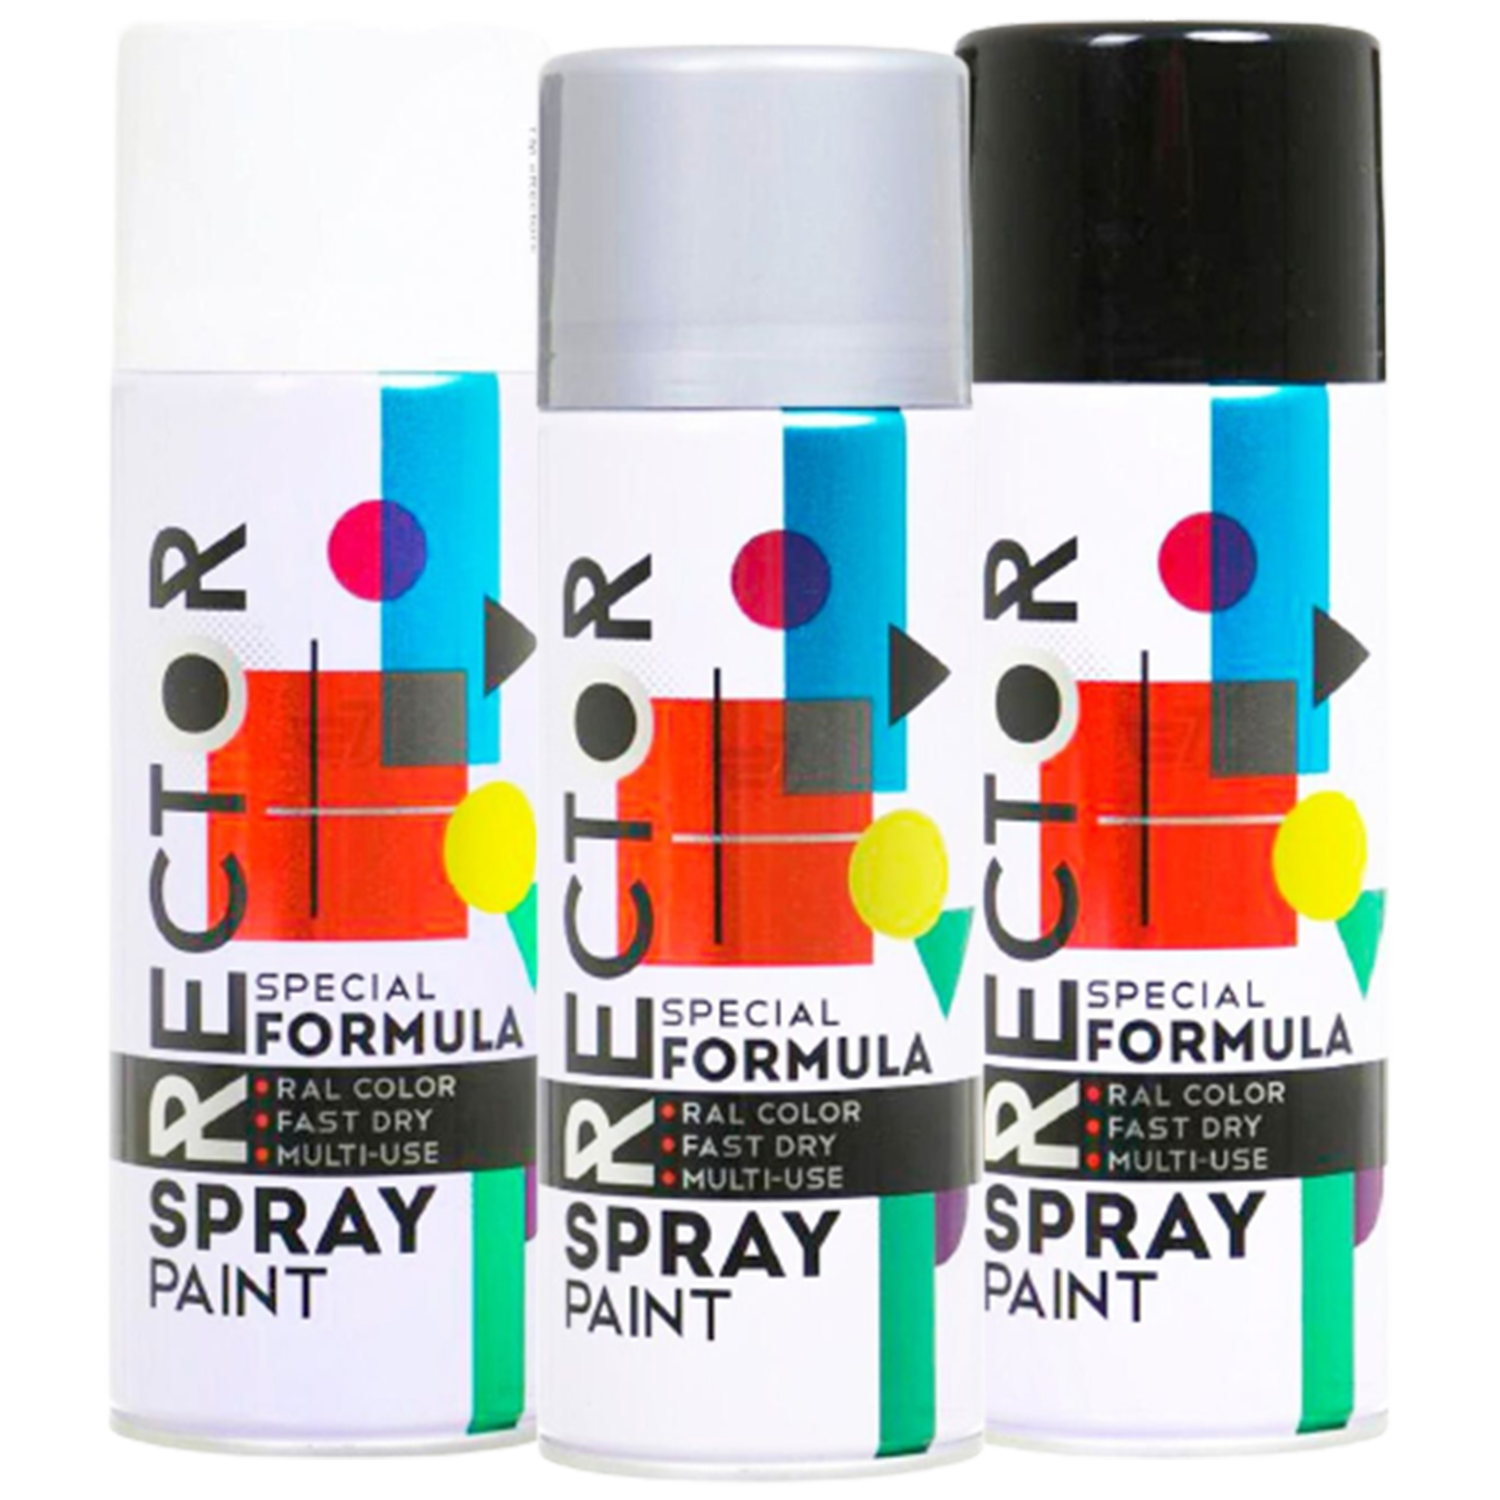 RECTOR
SPECIAL
FORMULA
RAL COLOR
FAST DRY
MULTI-USE
SPRAY
PAINT
RECTOR
SPECIAL
FORMULA
RAL COLOR
FAST DRY
MULTI-USE
SPRAY
PAINT
RECTOR
SPECIAL
FORMULA
RAL COLOR
FAST DRY
MULTI-USE
SPRAY
PAINT